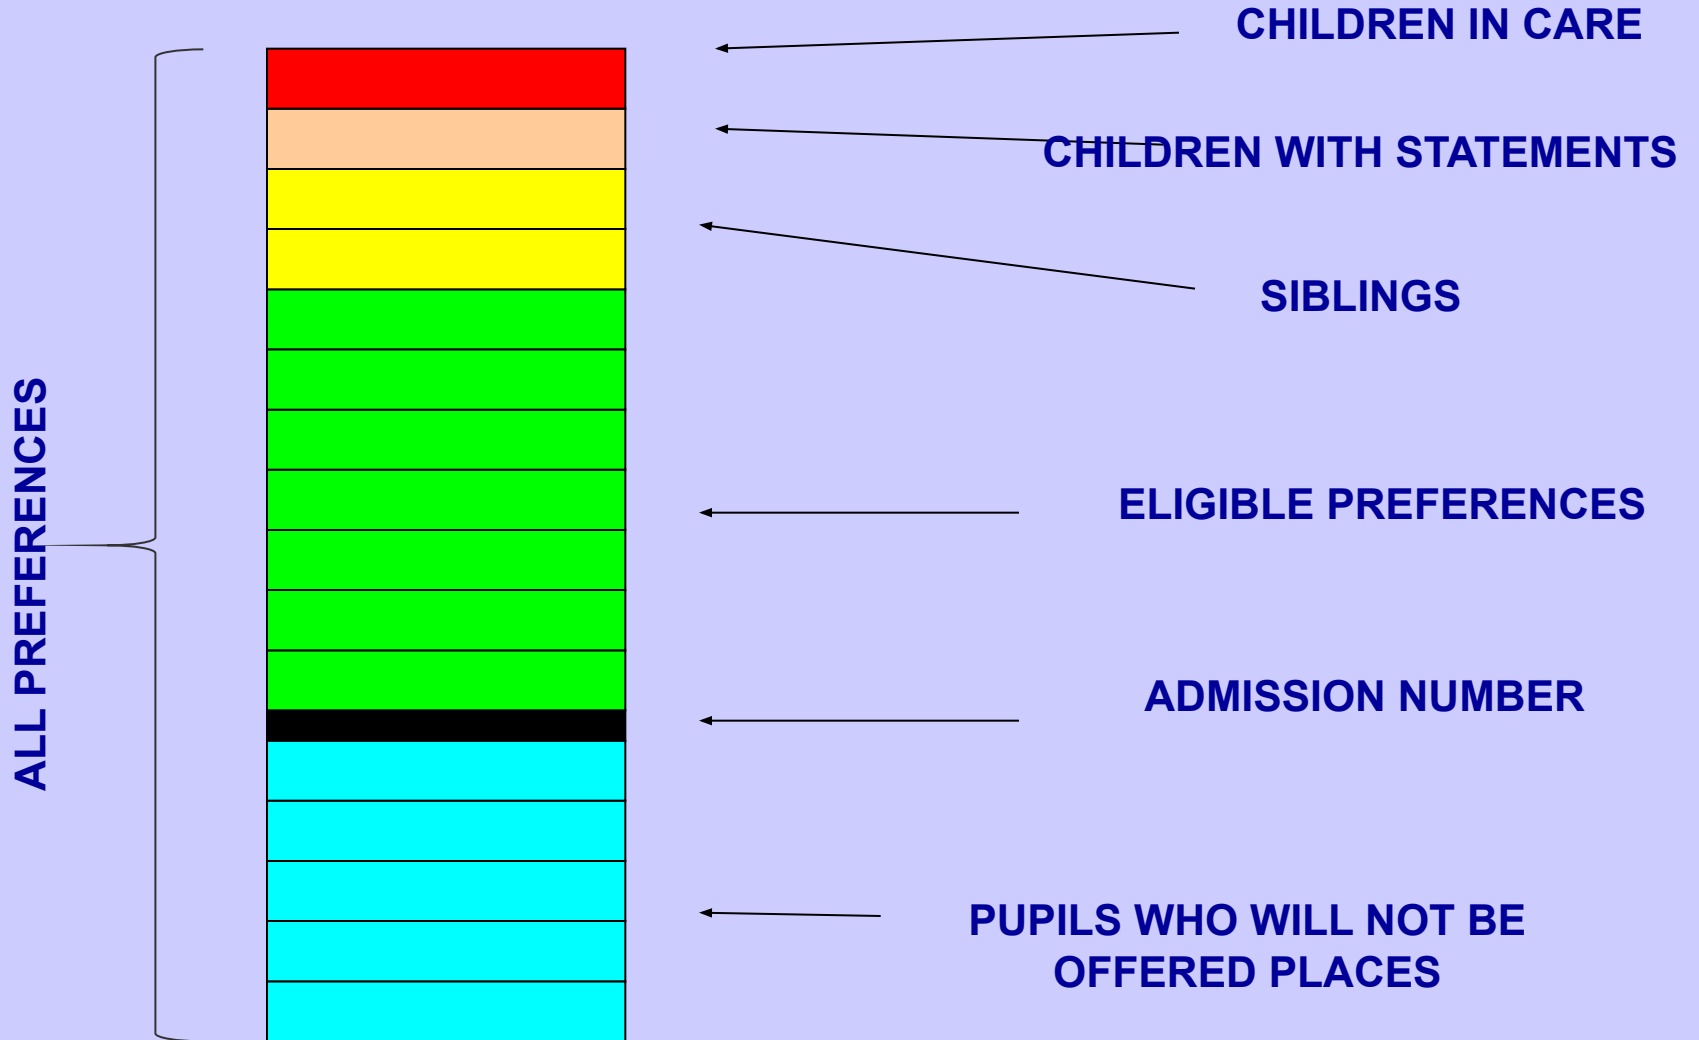 CHILDREN IN CARE
CHILDREN WITH STATEMENTS
SIBLINGS
ALL PREFERENCES
ELIGIBLE PREFERENCES
ADMISSION NUMBER
PUPILS WHO WILL NOT BE
OFFERED PLACES